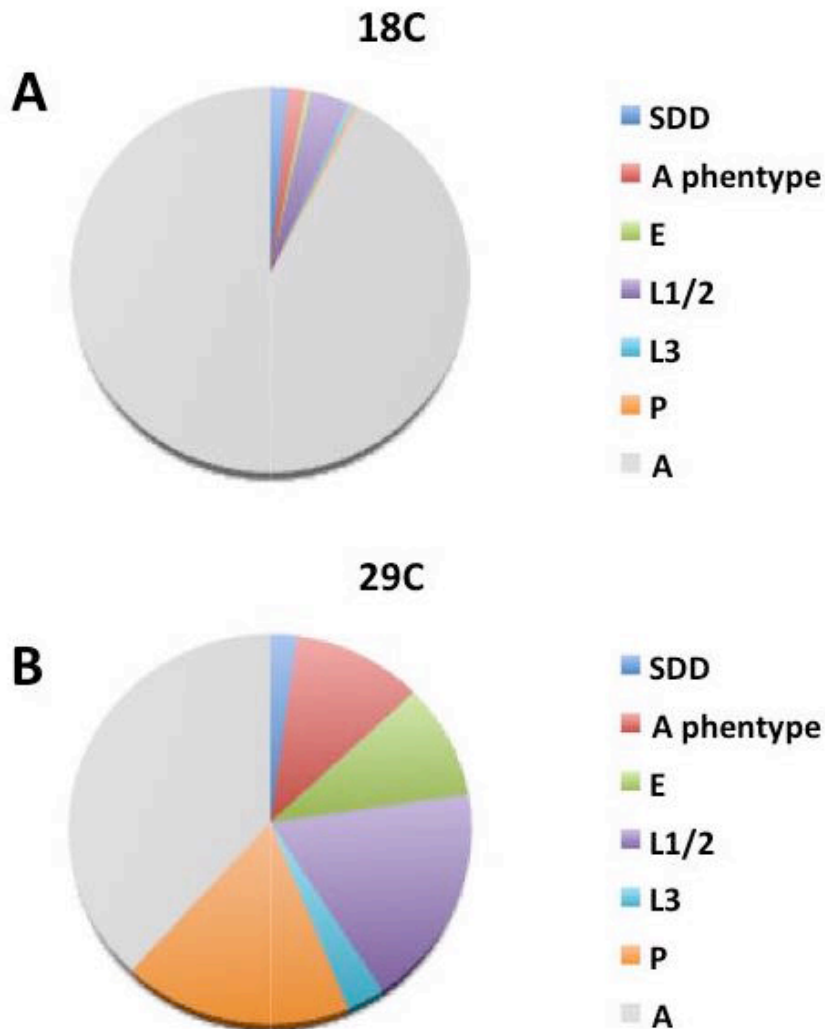 18C
A
SDD
A phentype
E
L1/2
L3
P
A
29C
B
SDD
A phentype
E
L1/2
L3
P
A